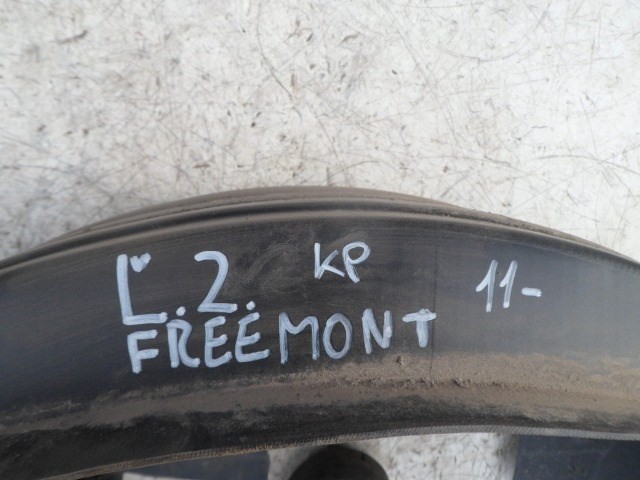 L.2. KP 11-
FREEMONT